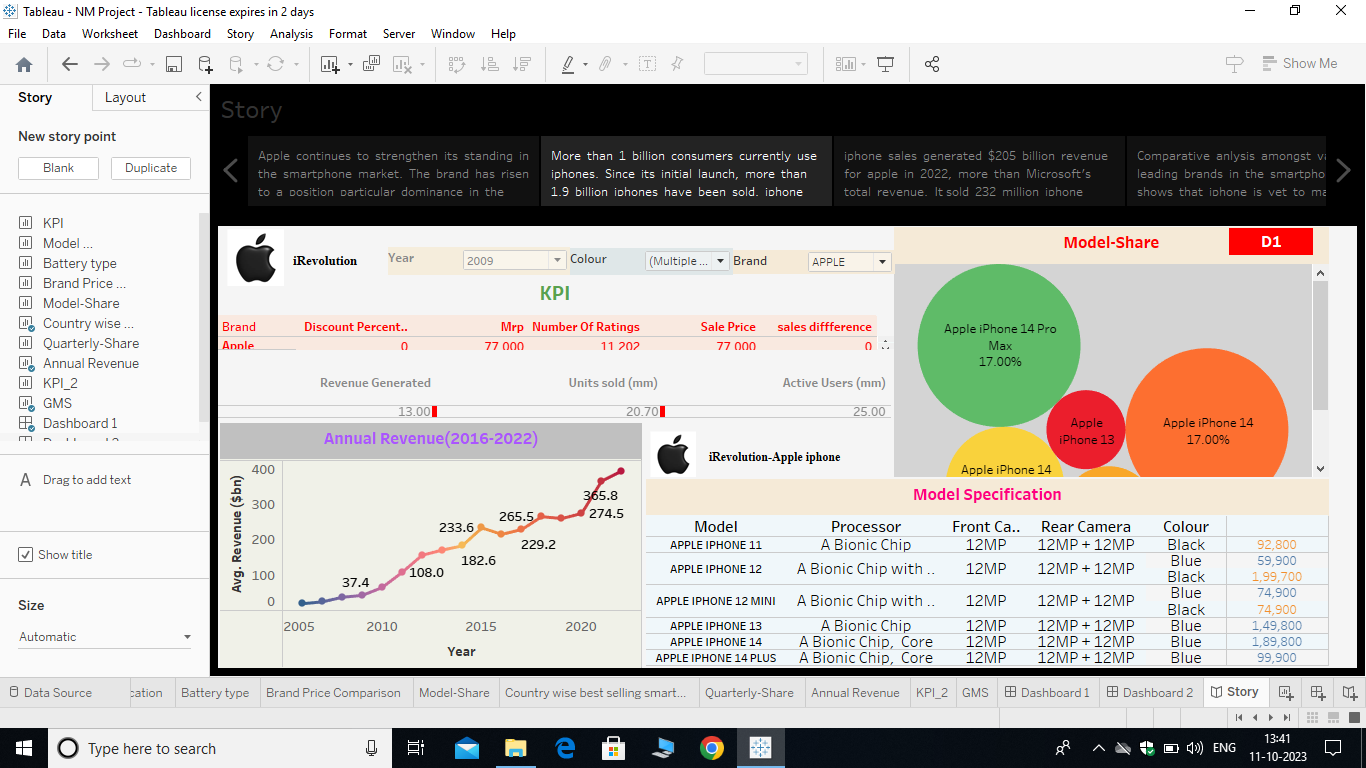 Tableau - NM Project - Tableau license expires in 2 days
File Data Worksheet Dashboard Story Analysis Format Server Window Help
Show Me
Story Layout
New story point
Blank Duplicate
KPI
Model ...
Battery type
Brand Price ...
Model-Share
Country wise ...
Quarterly-Share
Annual Revenue
KPI_2
GMS
Dashboard 1
Drag to add text
Show title
Size
Automatic
Story
Apple continues to strengthen its standing in
the smartphone market. The brand has risen
to a position particular dominance in the
More than 1 billion consumers currently use
iphones. Since its initial launch, more than
1.9 billion iphones have been sold. iphone
iphone sales generated $205 billion revenue
for apple in 2022, more than Microsoft's
total revenue. It sold 232 million iphone
Comparative anlysis amongst va
leading brands in the smartpho
shows that iphone is yet to ma
iRevolution
Year 2009 Colour (Multiple ... Brand APPLE
KPI
Brand Discount Percent.. Mrp Number Of Ratings Sale Price sales diffference
Apple 0 77,000 11,202 77,000 0
Revenue Generated Units sold (mm) Active Users (mm)
13.00 20.70 25.00
Model-Share
D1
Apple iPhone 14 Pro
Max
17.00%
Apple
iPhone 13
Apple iPhone 14
17.00%
Apple iPhone 14
Annual Revenue(2016-2022)
Avg. Revenue ($bn)
400
300
200
100
0
37.4
108.0
233.6
182.6
265.5
229.2
365.8
274.5
2005 2010 2015 2020
Year
iRevolution-Apple iphone
Model Specification
Model Processor Front Ca.. Rear Camera Colour
APPLE IPHONE 11 A Bionic Chip 12MP 12MP + 12MP Black 92,800
APPLE IPHONE 12 A Bionic Chip with .. 12MP 12MP + 12MP Blue 59,900
Black 1,99,700
APPLE IPHONE 12 MINI A Bionic Chip with .. 12MP 12MP + 12MP Blue 74,900
Black 74,900
APPLE IPHONE 13 A Bionic Chip 12MP 12MP + 12MP Blue 1,49,800
APPLE IPHONE 14 A Bionic Chip, Core 12MP 12MP + 12MP Blue 1,89,800
APPLE IPHONE 14 PLUS A Bionic Chip, Core 12MP 12MP + 12MP Blue 99,900
Data Source cation Battery type Brand Price Comparison Model-Share Country wise best selling smart... Quarterly-Share Annual Revenue KPI_2 GMS Dashboard 1 Dashboard 2 Story
Type here to search
ENG
13:41
11-10-2023